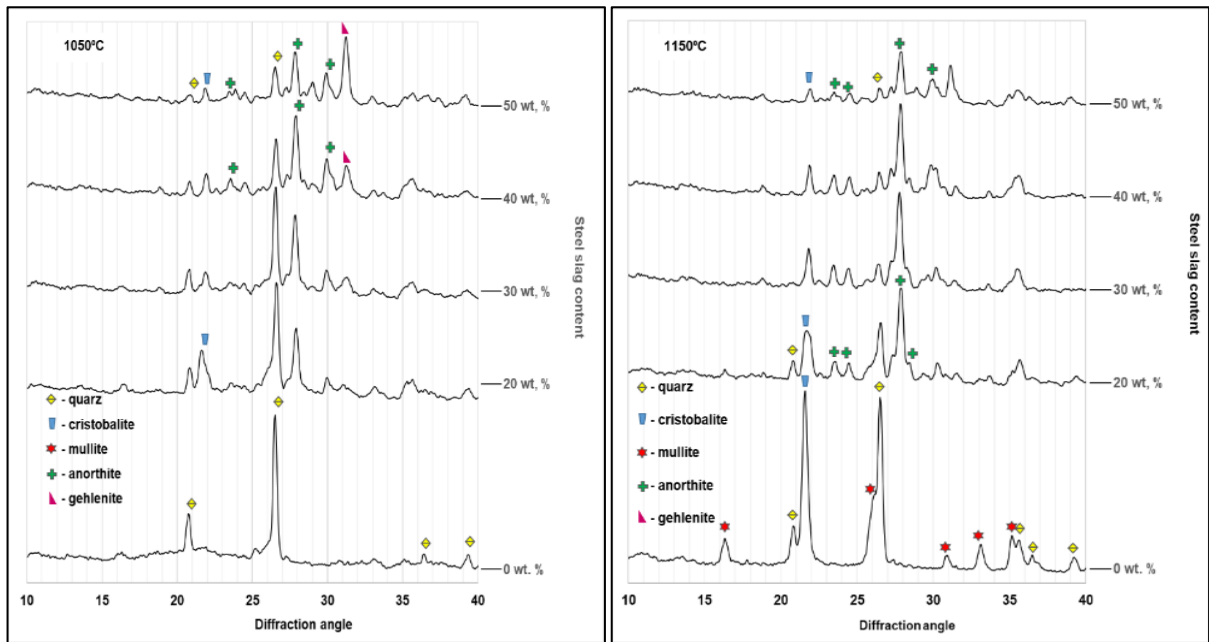 1050ºC
50 wt, %
40 wt, %
30 wt, %
20 wt, %
0 wt. %
Steel slag content
- quarz
- cristobalite
- mullite
- anorthite
- gehlenite
10 15 20 25 30 35 40
Diffraction angle
1150ºC
50 wt, %
40 wt, %
30 wt, %
20 wt, %
0 wt. %
Steel slag content
- quarz
- cristobalite
- mullite
- anorthite
- gehlenite
10 15 20 25 30 35 40
Diffraction angle